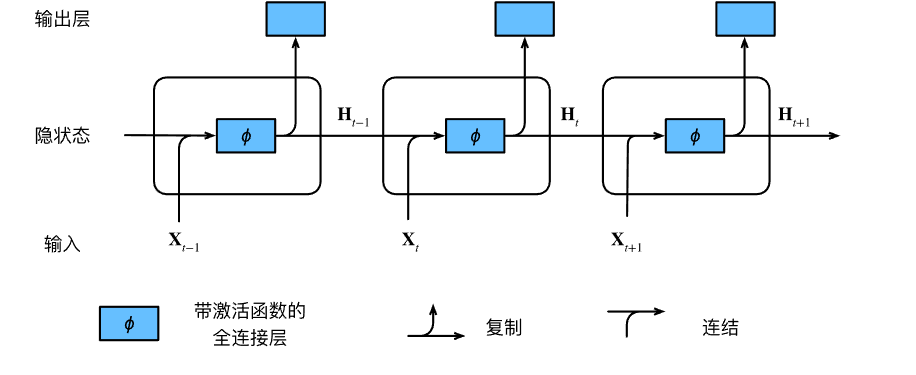 输出层
隐状态
ϕ
H_{t−1}
ϕ
H_t
ϕ
H_{t+1}
输入
X_{t−1}
X_t
X_{t+1}
ϕ
带激活函数的
全连接层
复制
连结